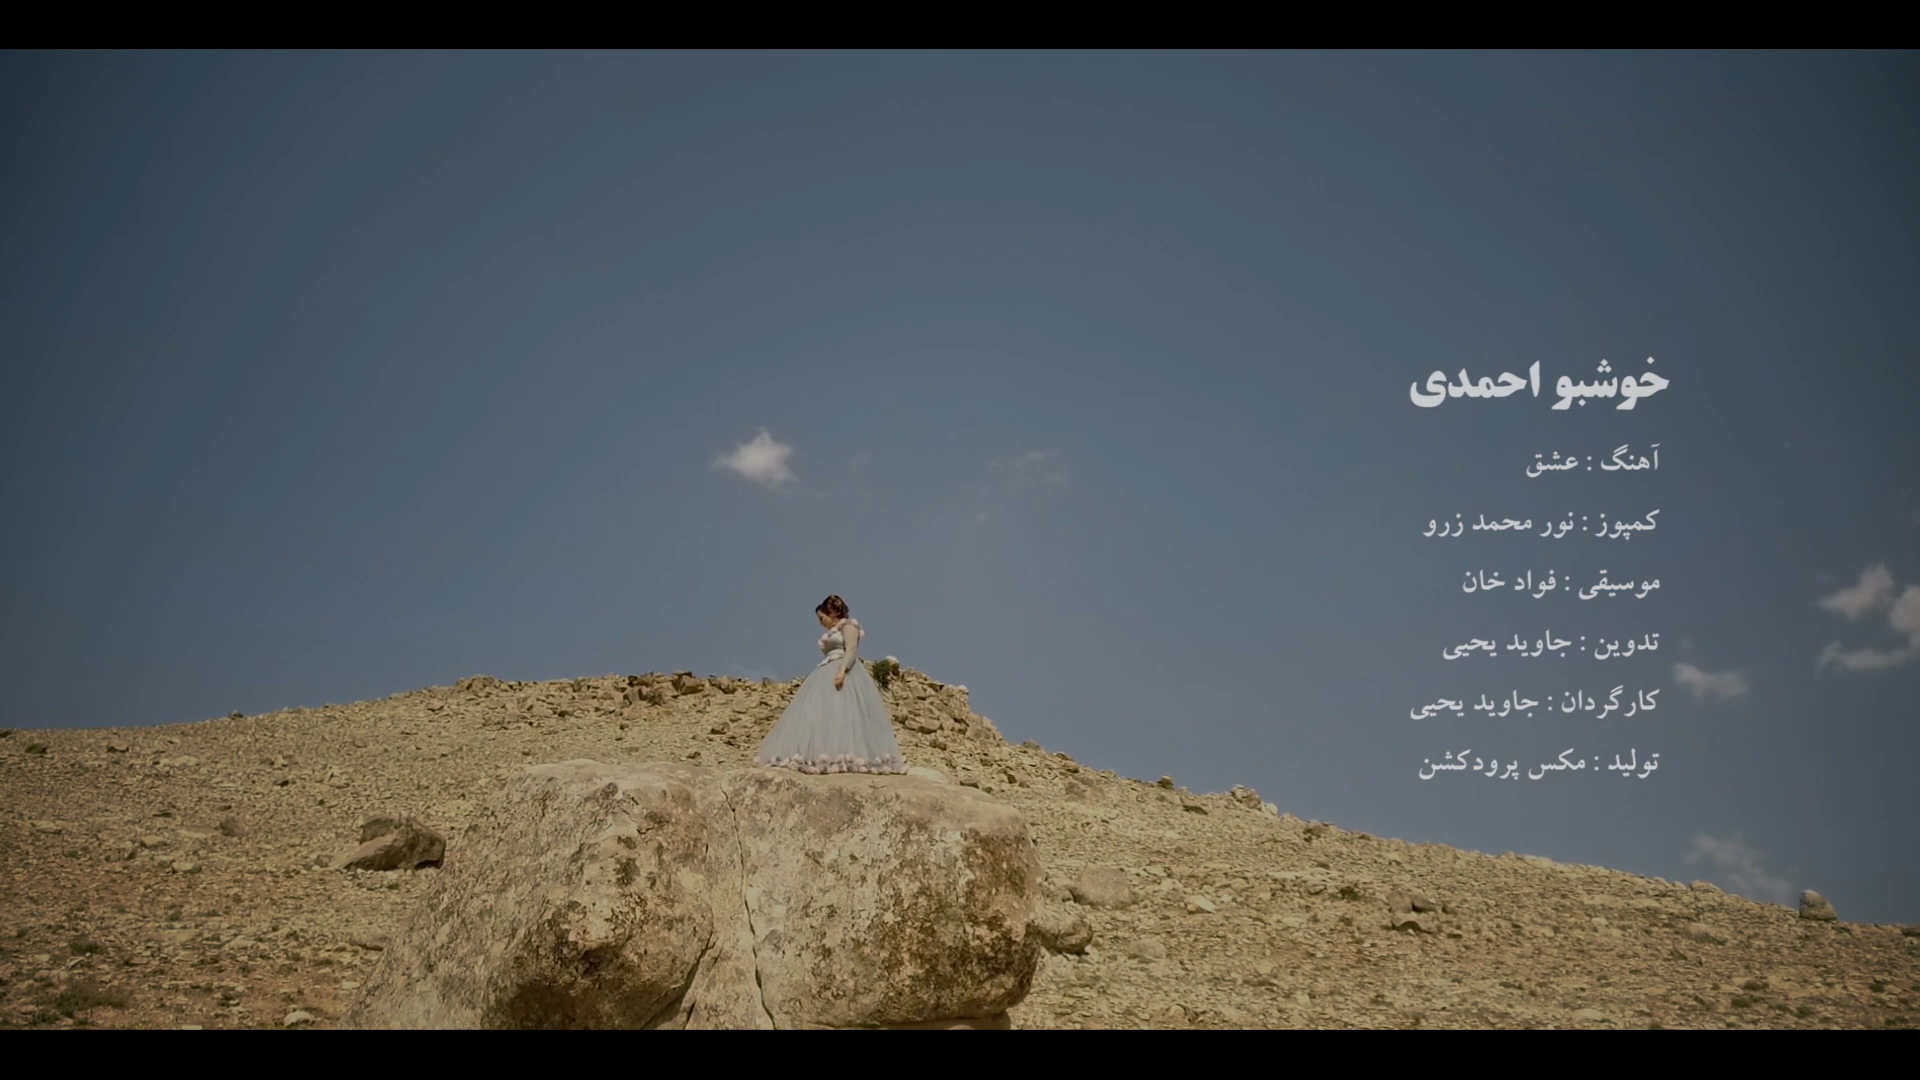 خوشبو احمدی
آهنگ : عشق
کمپوز : نور محمد زرو
موسیقی : فواد خان
تدوین : جاوید یحیی
کارگردان : جاوید یحیی
تولید : مکس پرودکشن